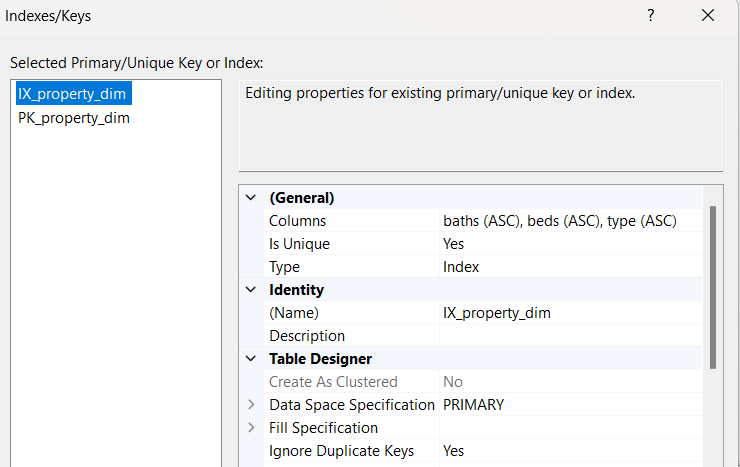 Indexes/Keys
?
Selected Primary/Unique Key or Index:
IX_property_dim
PK_property_dim
Editing properties for existing primary/unique key or index.
(General)
Columns baths (ASC), beds (ASC), type (ASC)
Is Unique Yes
Type Index
Identity
(Name) IX_property_dim
Description
Table Designer
Create As Clustered No
Data Space Specification PRIMARY
Fill Specification
Ignore Duplicate Keys Yes